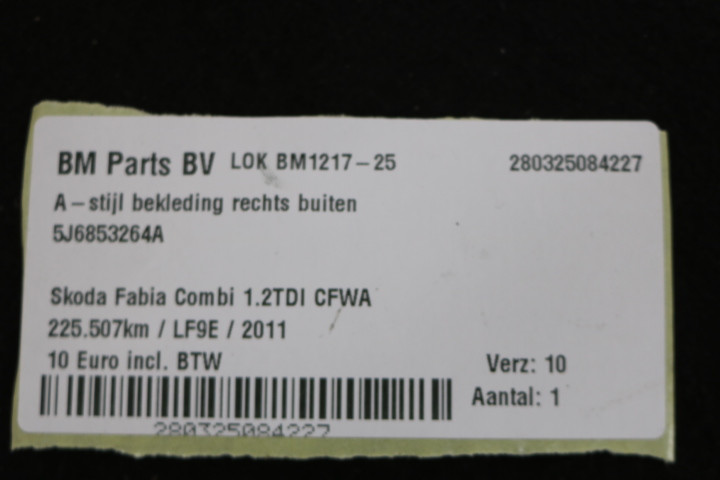 BM Parts BV LOK BM1217-25 280325084227
A-stijl bekleding rechts buiten
5J6853264A
Skoda Fabia Combi 1.2TDI CFWA
225.507km / LF9E / 2011
10 Euro incl. BTW Verz: 10
Aantal: 1
280325084227